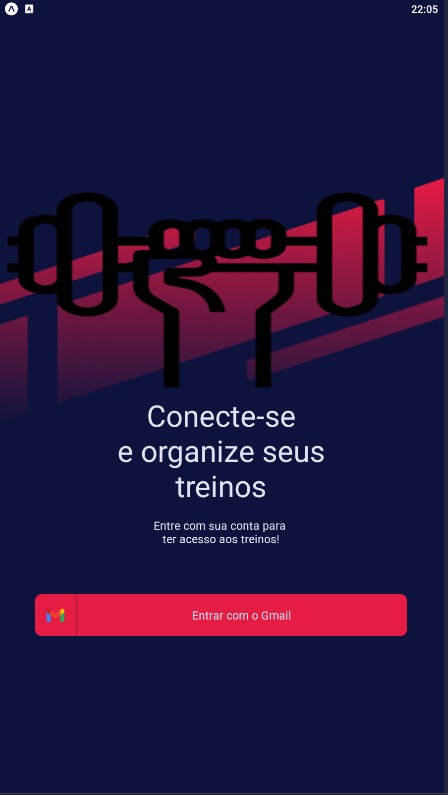 22:05
Conecte-se
e organize seus
treinos
Entre com sua conta para
ter acesso aos treinos!
Entrar com o Gmail